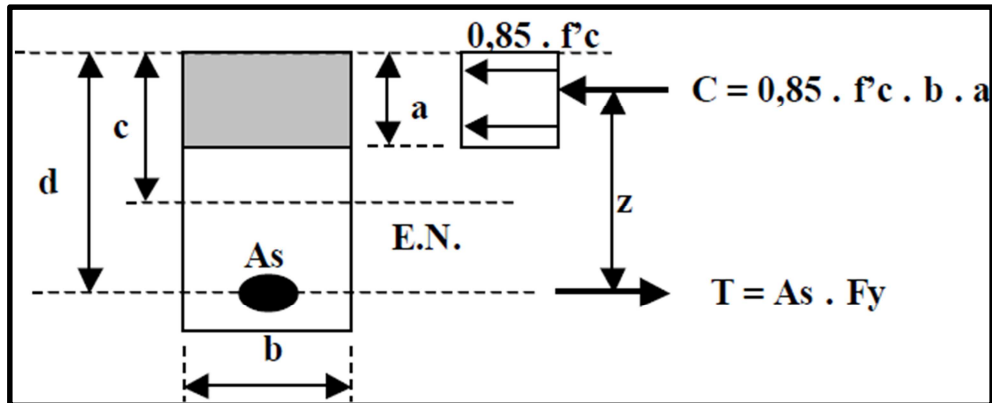 0,85 . f'c
C = 0,85 . f'c . b . a
a
c
d
z
E.N.
As
T = As . Fy
b